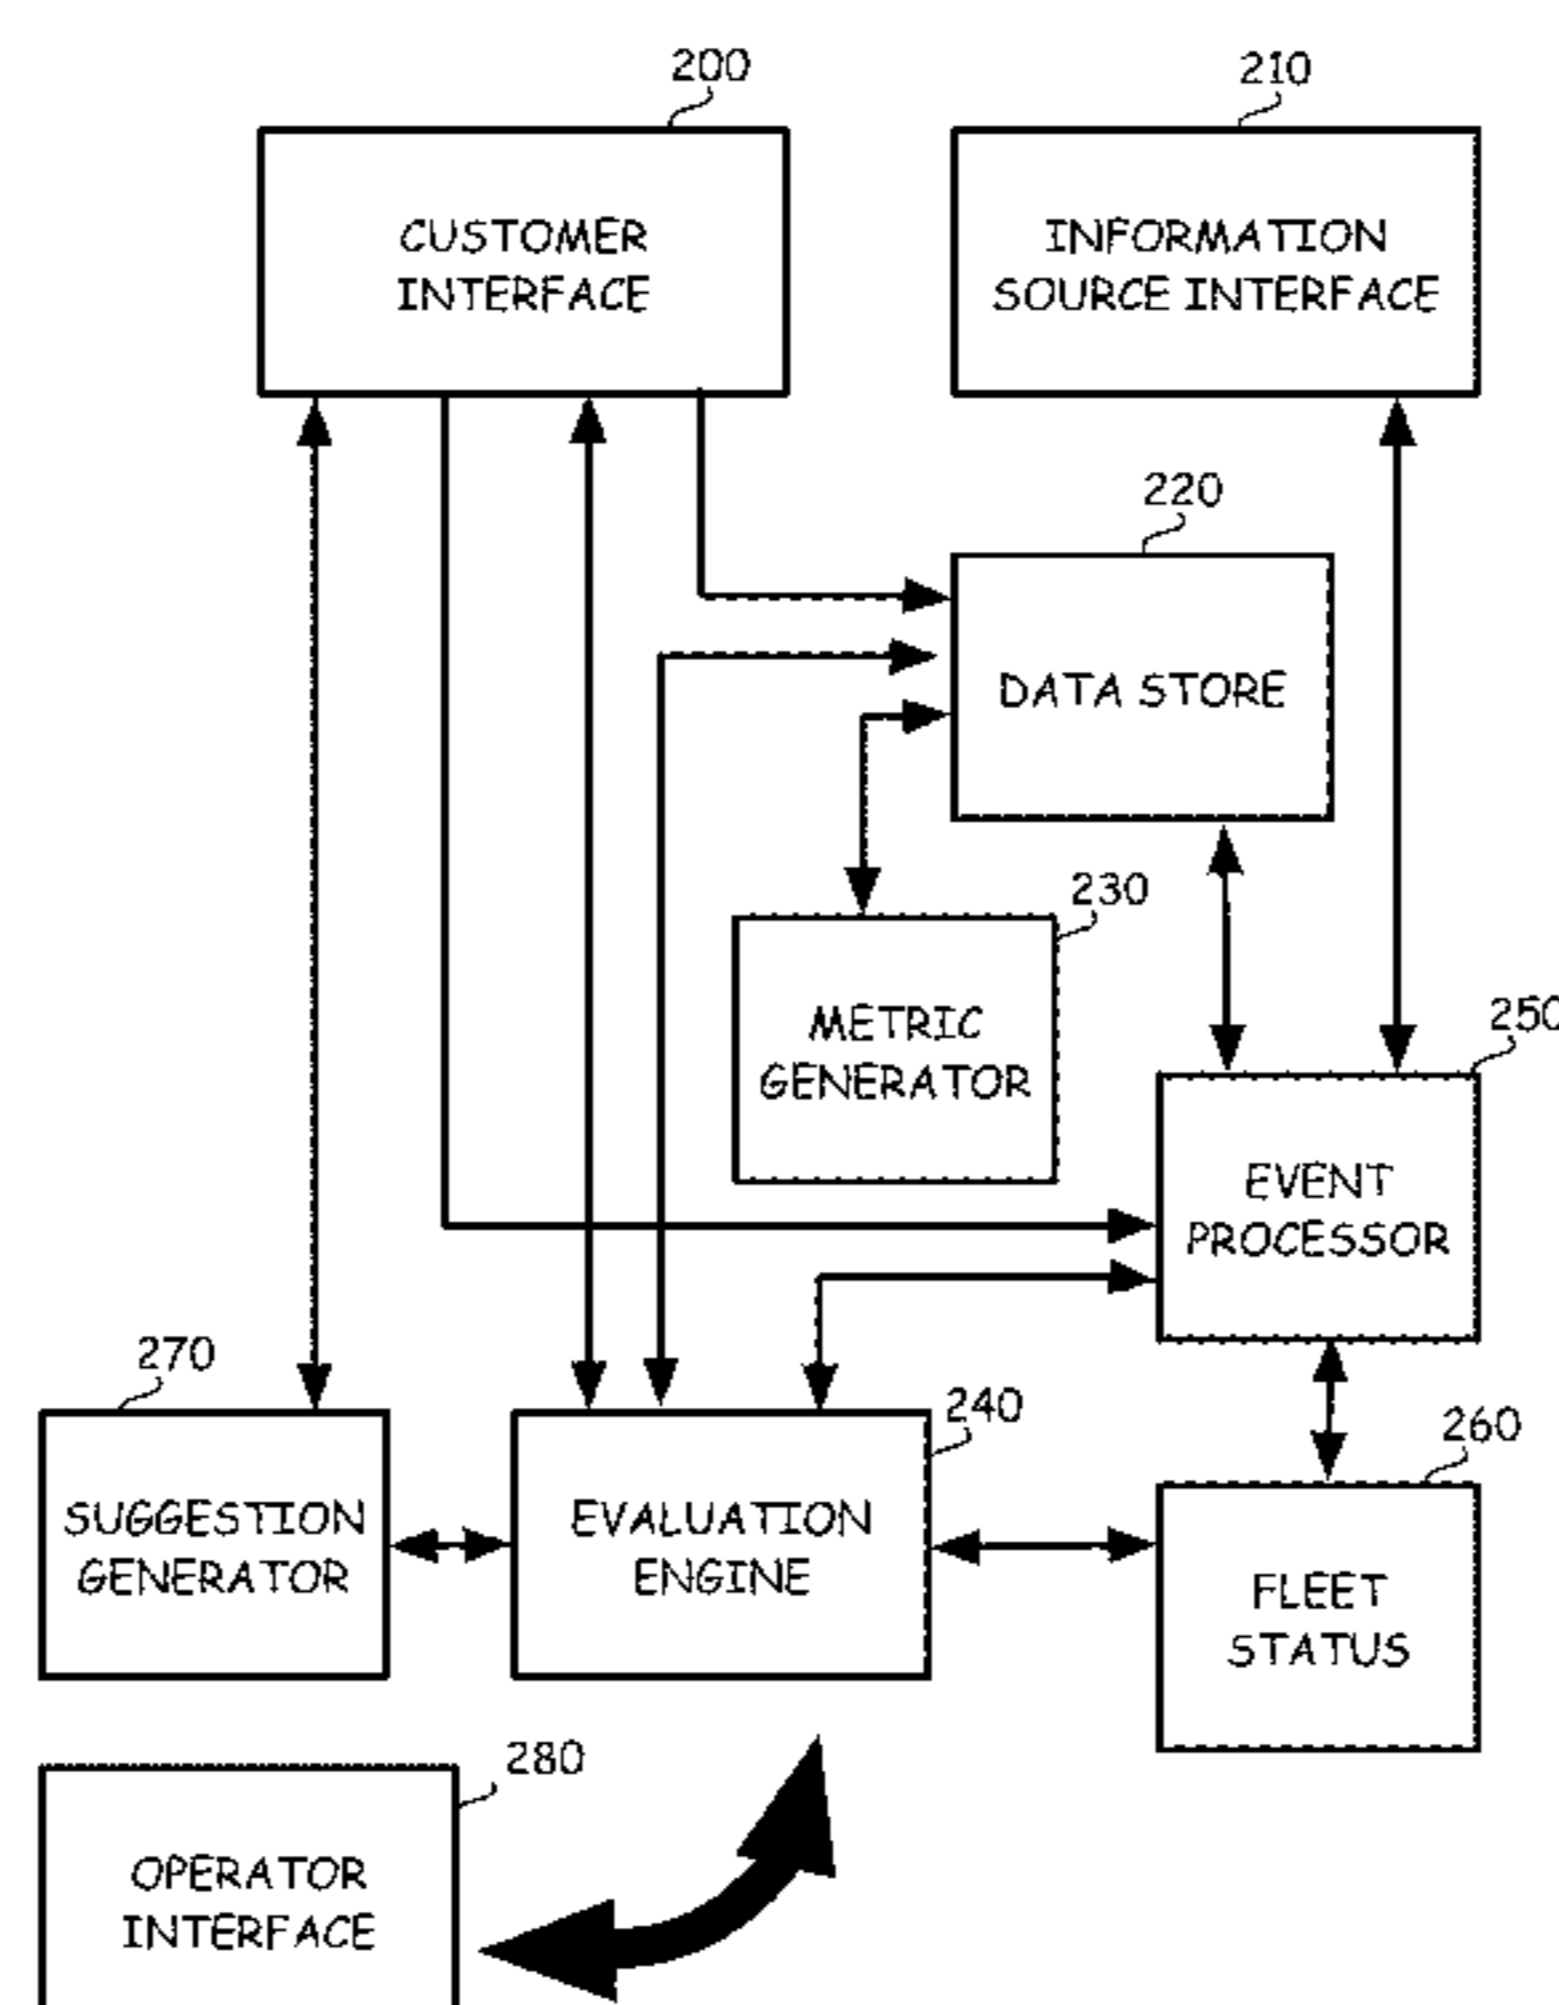 200
210
CUSTOMER
INTERFACE
INFORMATION
SOURCE INTERFACE
220
DATA STORE
230
METRIC
GENERATOR
250
EVENT
PROCESSOR
270
240
260
SUGGESTION
GENERATOR
EVALUATION
ENGINE
FLEET
STATUS
280
OPERATOR
INTERFACE